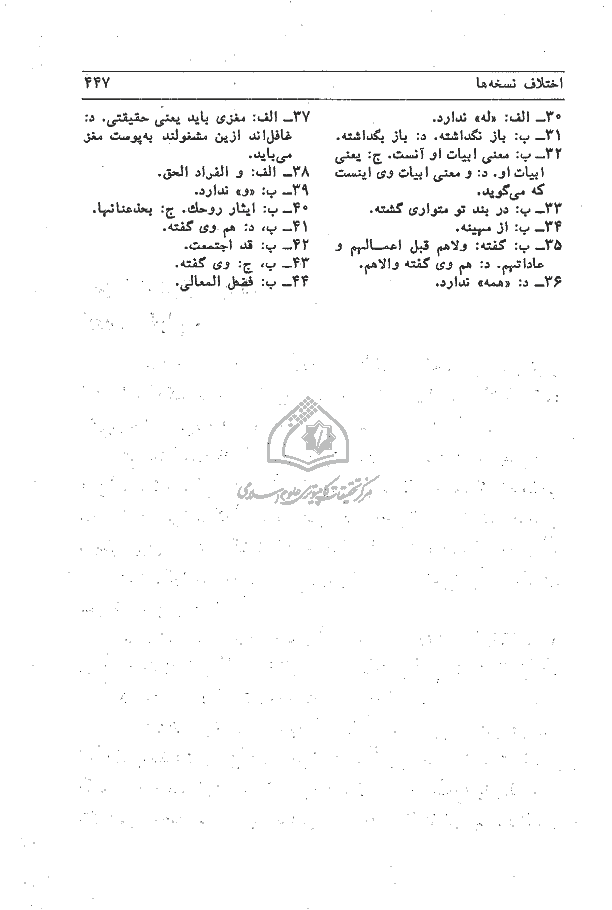 اختلاف نسخه‌ها
۴۴۷
۳۰ــ الف: «له» ندارد.
۳۱ــ ب: باز نگذاشته. د: باز بگذاشته.
۳۲ــ ب: معنی ابیات او آنست. ج: یعنی
ابیات او. د: و معنی ابیات وی اینست
که می‌گوید.
۳۳ــ ب: در بند تو متواری گشته.
۳۴ــ ب: از مهینه.
۳۵ــ ب: گفته: ولاهم قبل اعمـالهم و
عاداتهم. د: هم وی گفته والاهم.
۳۶ــ د: «همه» ندارد.
۳۷ــ الف: مغزی باید یعنی حقیقتی. د:
غافل‌اند ازین مشغولند به‌پوست مغز
می‌باید.
۳۸ــ الف: و الفراد الحق.
۳۹ــ ب: «و» ندارد.
۴۰ــ ب: ایثار روحك. ج: بحذعنانها.
۴۱ــ ب، د: هم وی گفته.
۴۲ــ ب: قد اجتمعت.
۴۳ــ ب، ج: وی گفته.
۴۴ــ ب: فقطل المعالی.
مرکز تحقیقات کامپیوتری علوم اسلامی